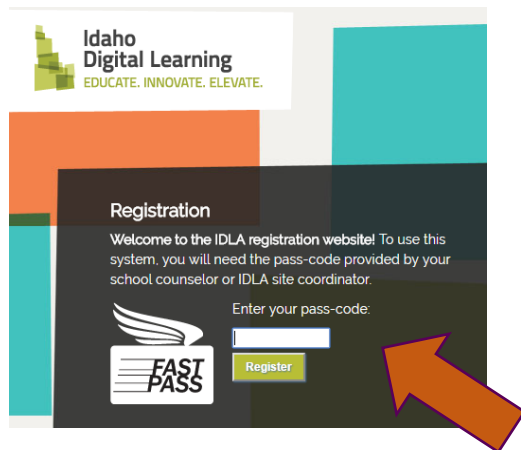 Idaho
Digital Learning
EDUCATE. INNOVATE. ELEVATE.
Registration
Welcome to the IDLA registration website! To use this
system, you will need the pass-code provided by your
school counselor or IDLA site coordinator.
Enter your pass-code:
FAST
PASS
Register